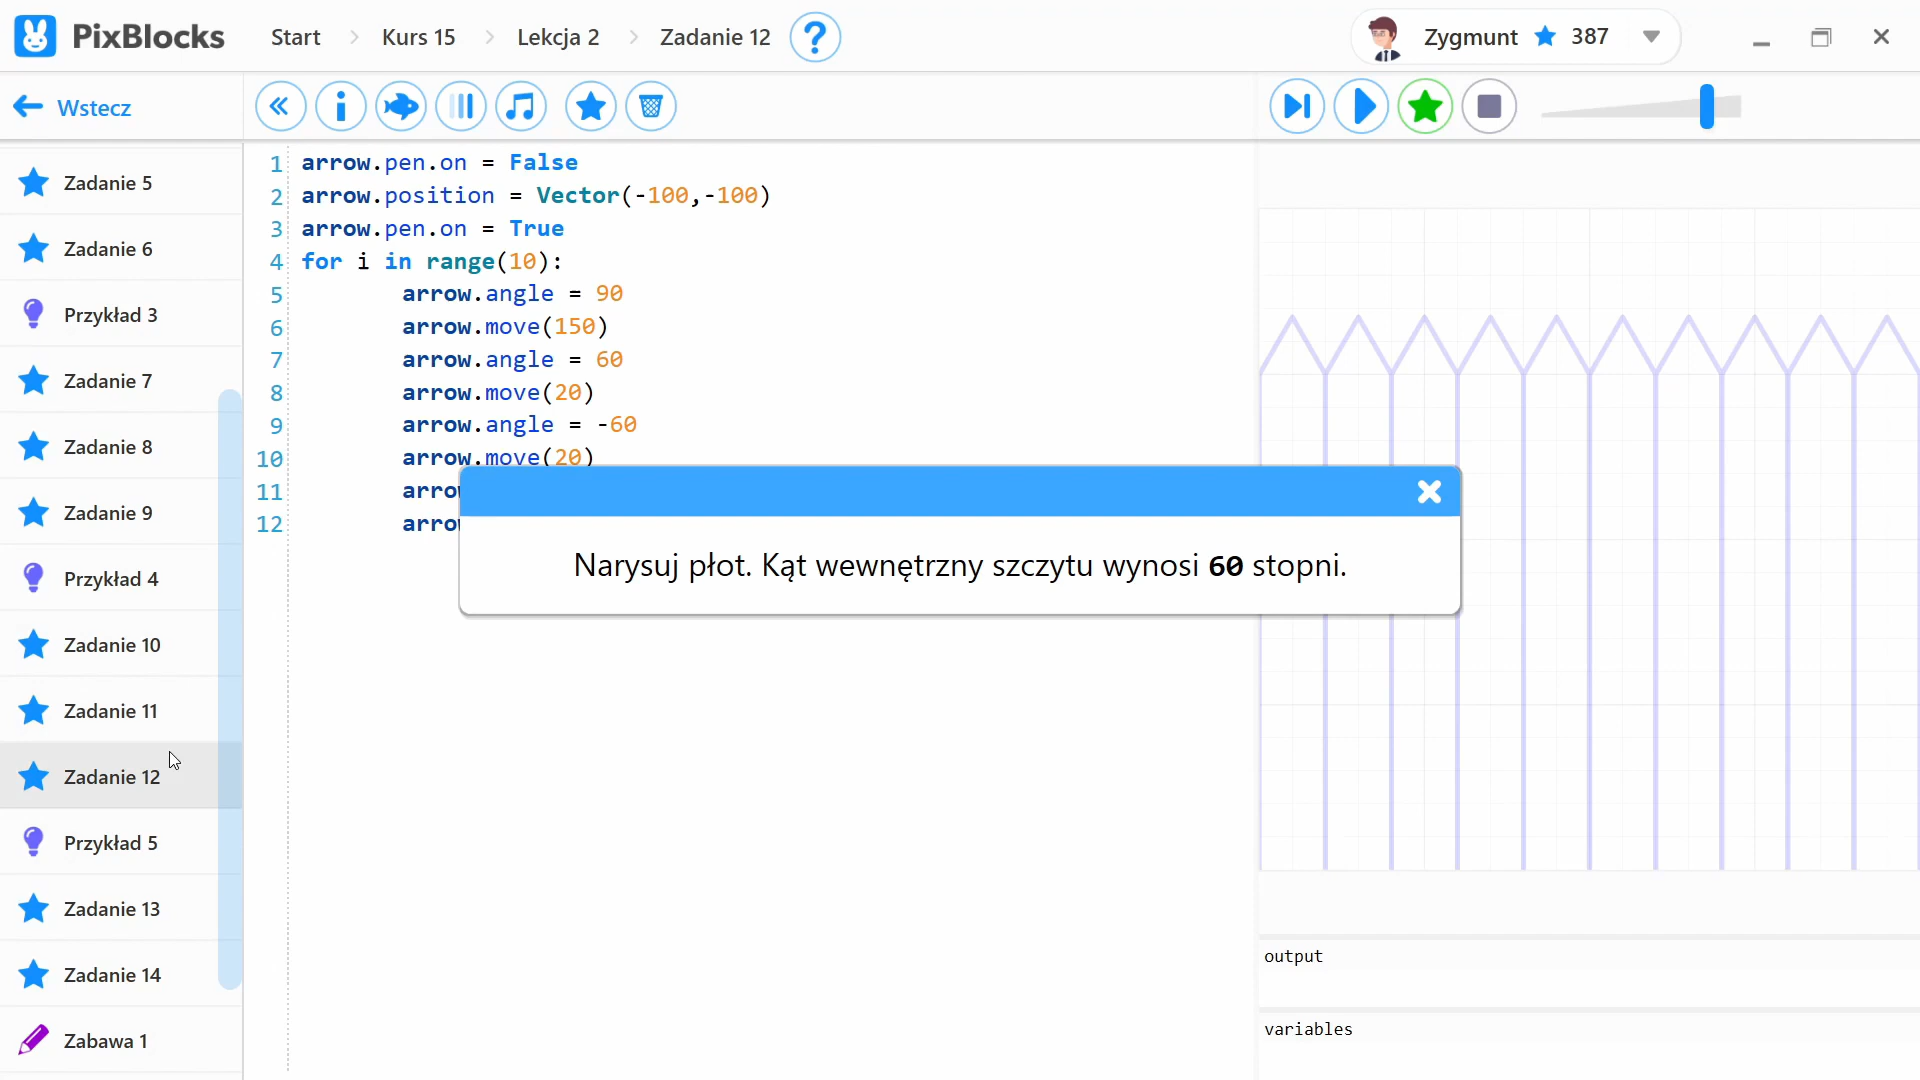 PixBlocks
Start
Kurs 15
Lekcja 2
Zadanie 12
?
Zygmunt
387
Wstecz
Zadanie 5
Zadanie 6
Przykład 3
Zadanie 7
Zadanie 8
Zadanie 9
Przykład 4
Zadanie 10
Zadanie 11
Zadanie 12
Przykład 5
Zadanie 13
Zadanie 14
Zabawa 1
1 arrow.pen.on = False
2 arrow.position = Vector(-100,-100)
3 arrow.pen.on = True
4 for i in range(10):
5 arrow.angle = 90
6 arrow.move(150)
7 arrow.angle = 60
8 arrow.move(20)
9 arrow.angle = -60
10 arrow.move(20)
11
12
Narysuj płot. Kąt wewnętrzny szczytu wynosi 60 stopni.
output
variables